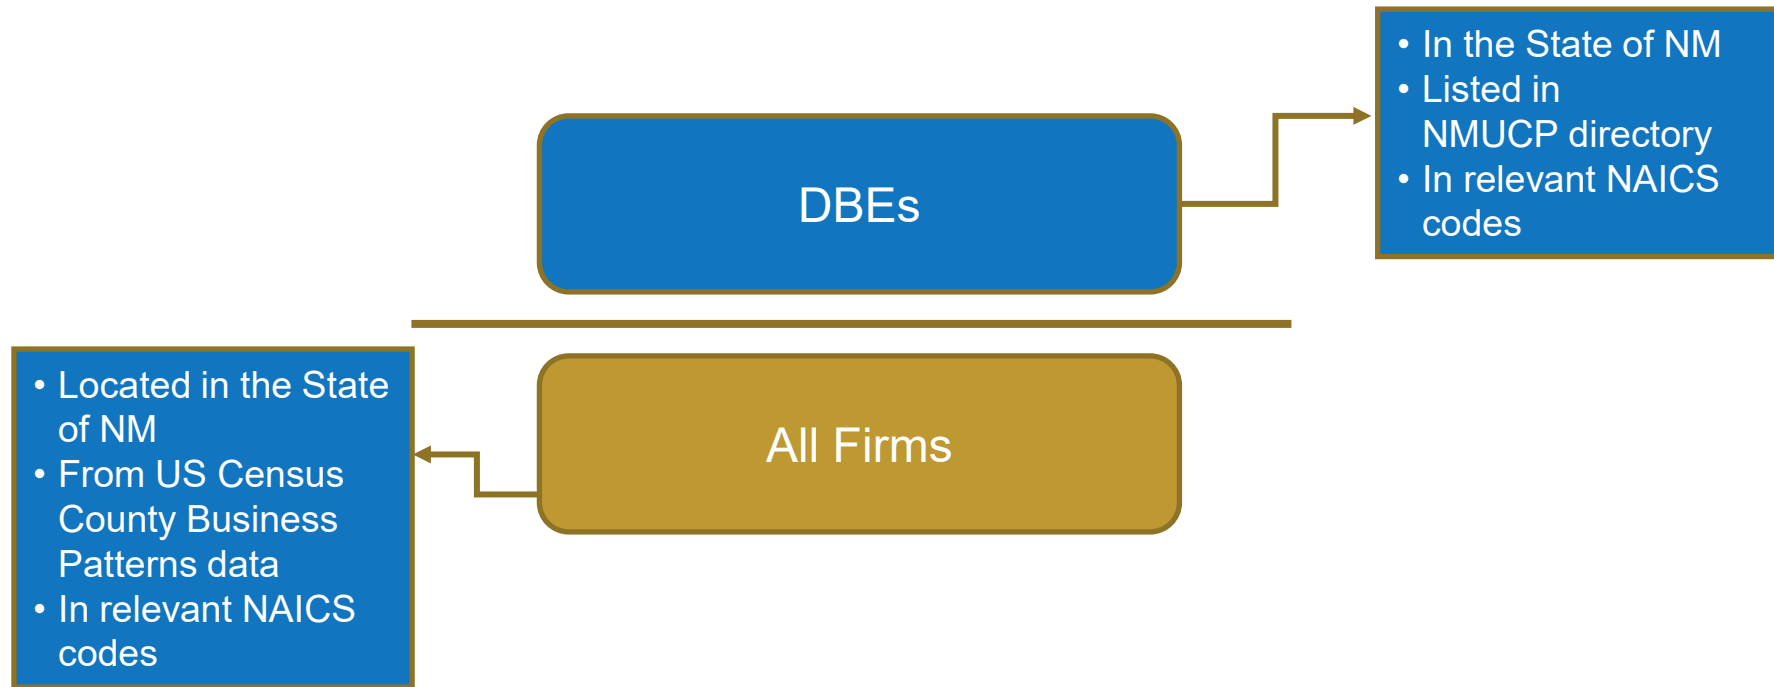 • In the State of NM
• Listed in
NMUCP directory
• In relevant NAICS
codes
DBEs
All Firms
• Located in the State
of NM
• From US Census
County Business
Patterns data
• In relevant NAICS
codes